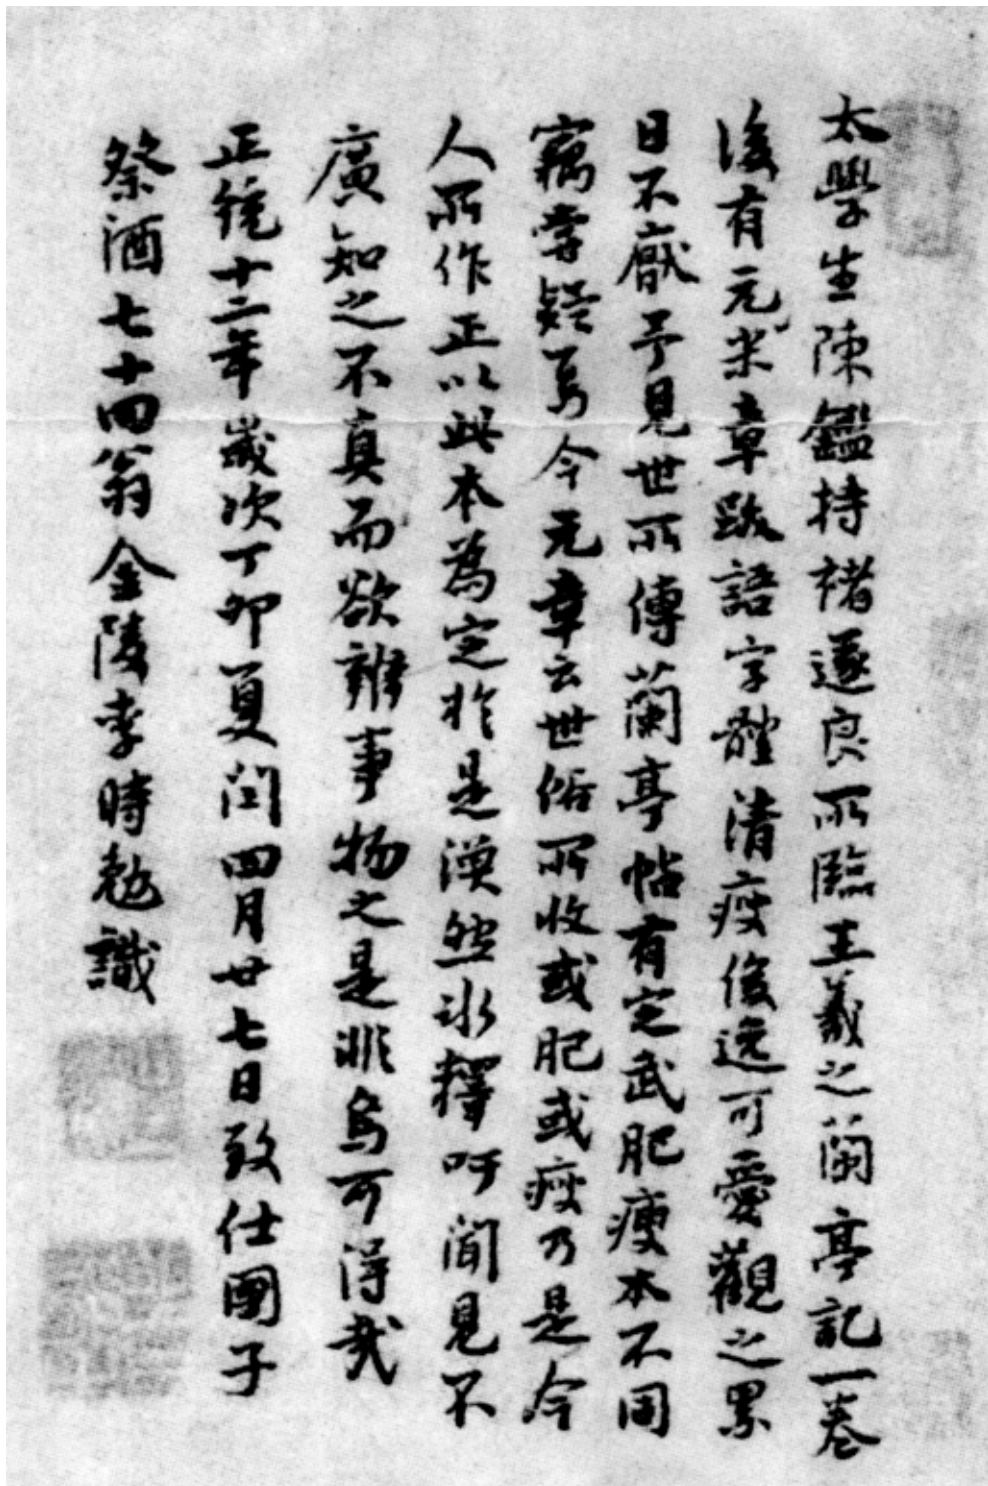 太學生陳鑑持褚遂良所臨王羲之蘭亭記一卷
後有元米章跋語字體清瘦俊逸可愛觀之累
日不厭予見世所傳蘭亭帖有定武肥瘦本不同
竊嘗疑焉今元章云世俗所收或肥或瘦乃是今
人所作正以此本為定於是渙然冰釋吁聞見不
廣知之不真而欲辨事物之是非烏可得哉
正統十二年歲次丁卯夏閏四月廿七日致仕國子
祭酒七十四翁金陵李時勉識